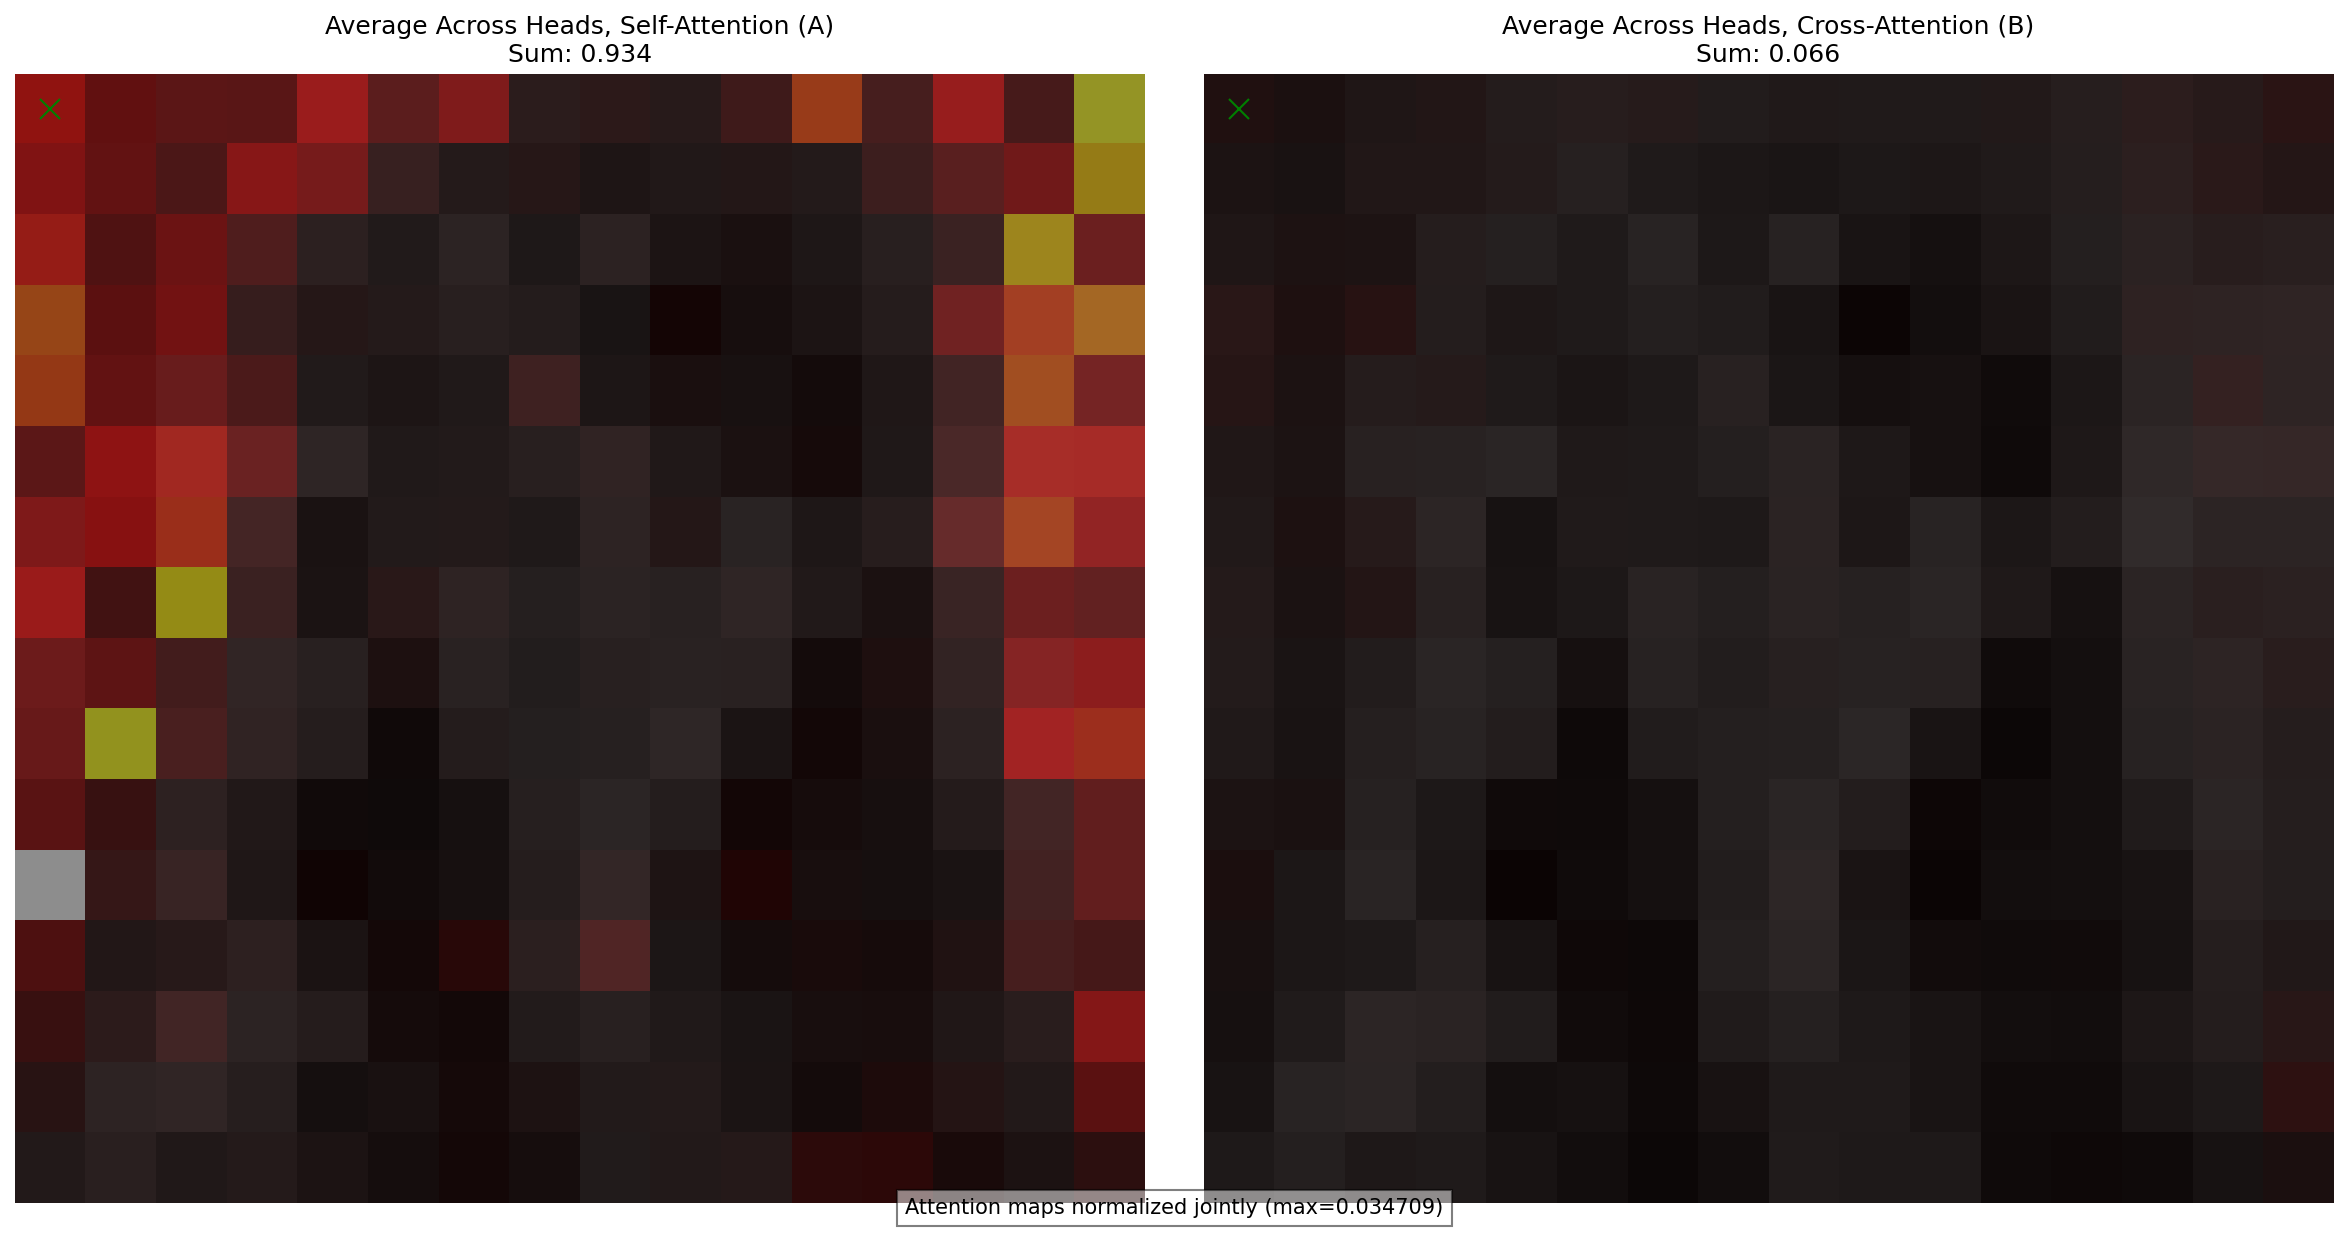 Average Across Heads, Self-Attention (A)
Sum: 0.934
Average Across Heads, Cross-Attention (B)
Sum: 0.066
Attention maps normalized jointly (max=0.034709)